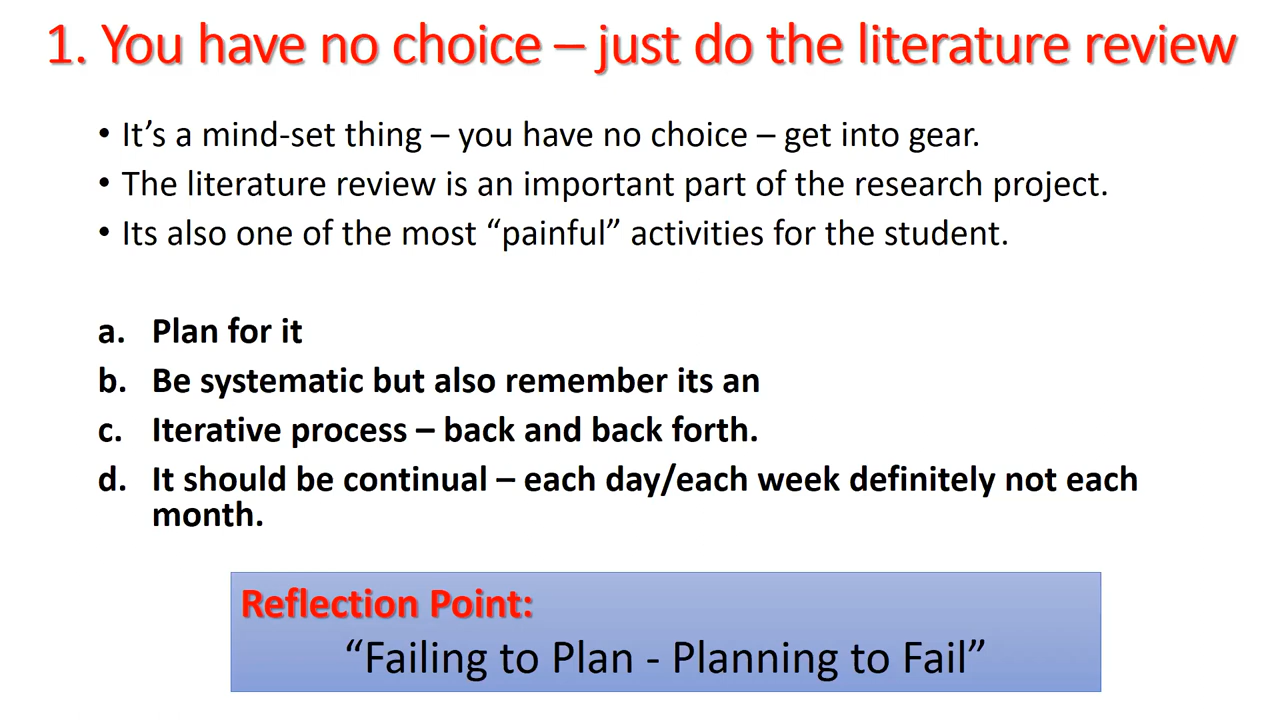 1. You have no choice – just do the literature review
• It’s a mind-set thing – you have no choice – get into gear.
• The literature review is an important part of the research project.
• Its also one of the most “painful” activities for the student.
a. Plan for it
b. Be systematic but also remember its an
c. Iterative process – back and back forth.
d. It should be continual – each day/each week definitely not each
month.
Reflection Point:
“Failing to Plan - Planning to Fail”